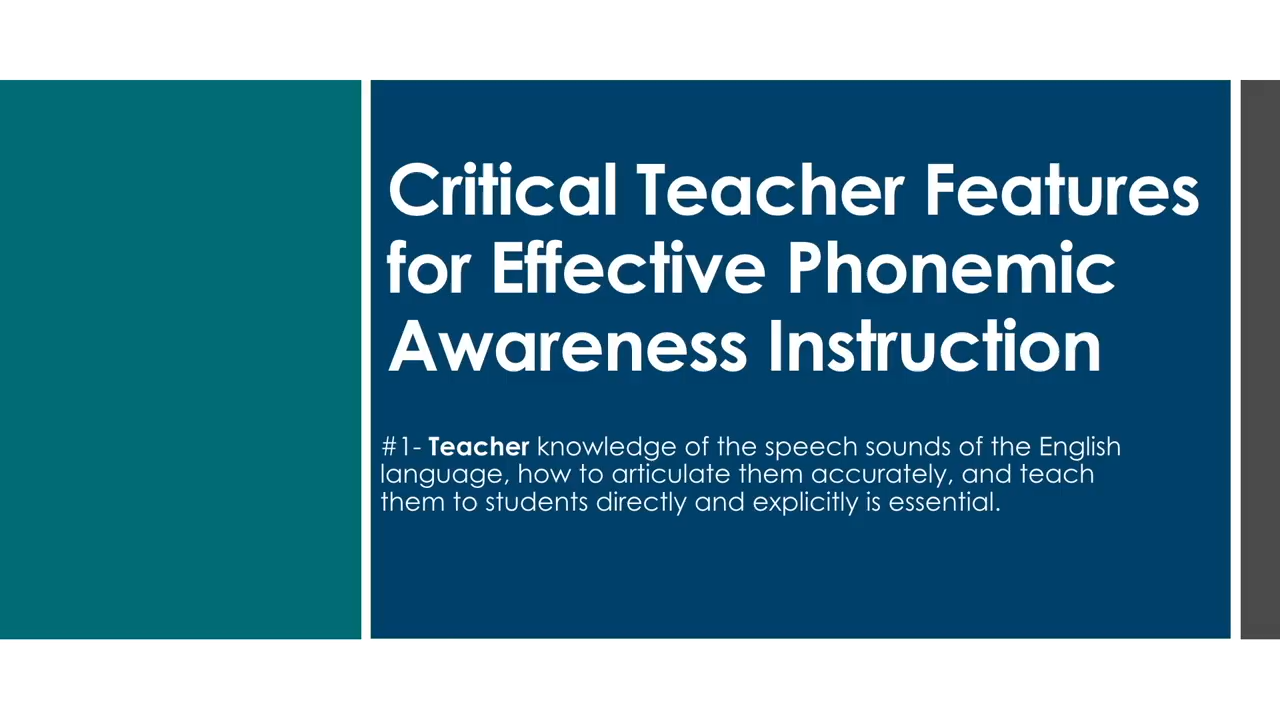 Critical Teacher Features
for Effective Phonemic
Awareness Instruction
#1- Teacher knowledge of the speech sounds of the English
language, how to articulate them accurately, and teach
them to students directly and explicitly is essential.